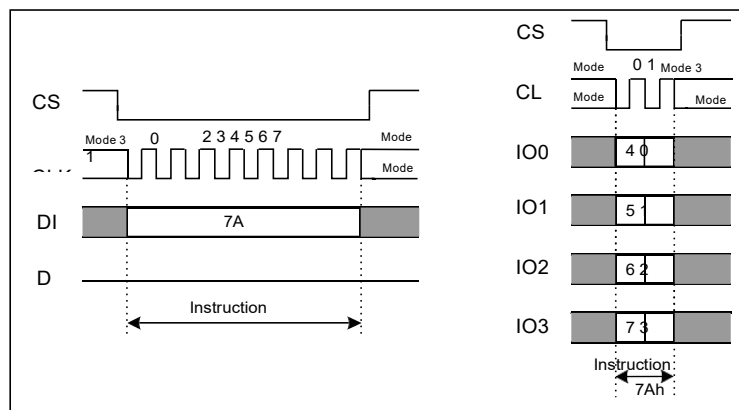 CS
Mode 3 0 2 3 4 5 6 7 Mode
1
Mode
DI 7A
D
Instruction
CS
Mode 0 1 Mode 3
CL
Mode Mode
IO0 4 0
IO1 5 1
IO2 6 2
IO3 7 3
Instruction
7Ah